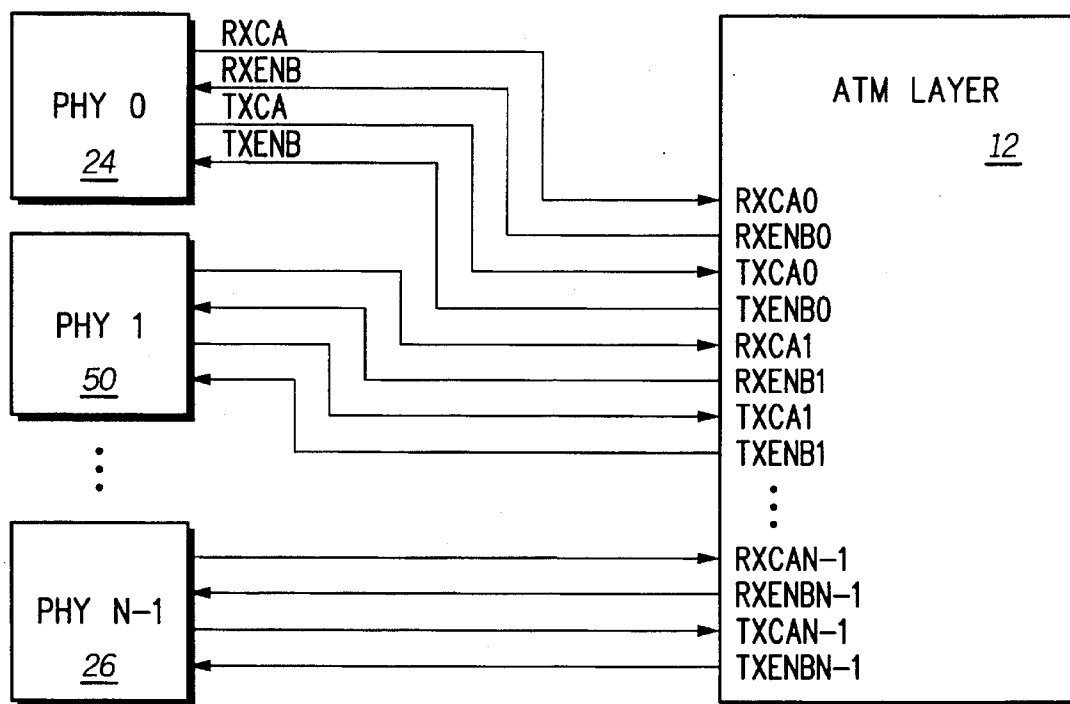 PHY 0
24
RXCA
RXENB
TXCA
TXENB
PHY 1
50
PHY N-1
26
ATM LAYER
12
RXCA0
RXENB0
TXCA0
TXENB0
RXCA1
RXENB1
TXCA1
TXENB1
RXCAN-1
RXENBN-1
TXCAN-1
TXENBN-1